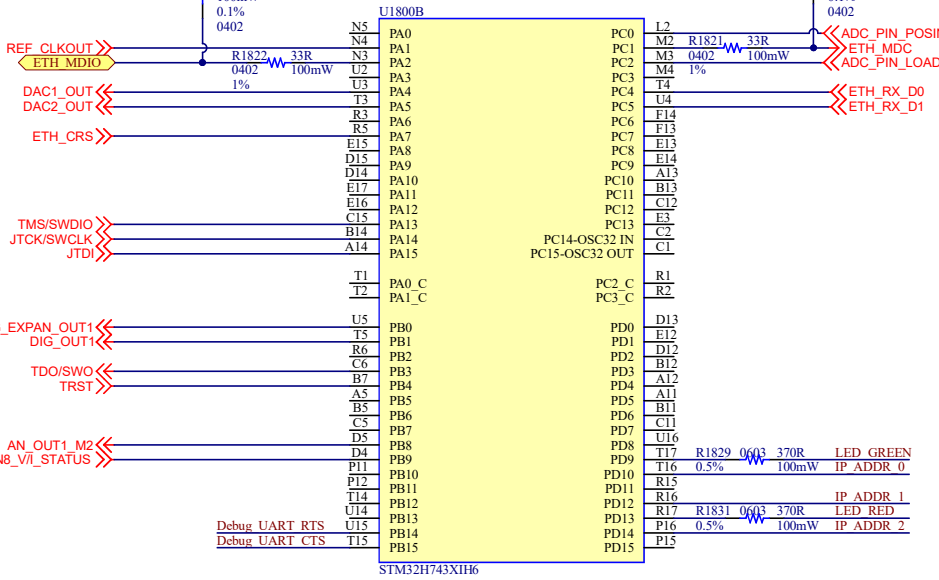 100mW
0.1%
0402
0.1%
0402
U1800B
REF_CLKOUT N4 PA1
ETH_MDIO R1822 33R N3 PA2
0402 100mW
1%
N5 PA0
U2 PA3
DAC1_OUT U3 PA4
DAC2_OUT T3 PA5
R3 PA6
ETH_CRS R5 PA7
E15 PA8
D15 PA9
D14 PA10
E17 PA11
E16 PA12
TMS/SWDIO C15 PA13
JTCK/SWCLK B14 PA14
JTDI A14 PA15
T1 PA0_C
T2 PA1_C
_EXPAN_OUT1 U5 PB0
DIG_OUT1 T5 PB1
R6 PB2
TDO/SWO C6 PB3
TRST B7 PB4
A5 PB5
B5 PB6
C5 PB7
AN_OUT1_M2 D5 PB8
N8_V/I_STATUS D4 PB9
P11 PB10
P12 PB11
T14 PB12
U14 PB13
Debug UART RTS U15 PB14
Debug UART CTS T15 PB15
PC0 L2 ADC_PIN_POSI
PC1 M2 R1821 33R ETH_MDC
0402 100mW
1%
PC2 M3 ADC_PIN_LOAD
PC3 M4
PC4 T4 ETH_RX_D0
PC5 U4 ETH_RX_D1
PC6 F14
PC7 F13
PC8 E13
PC9 E14
PC10 A13
PC11 B13
PC12 C12
PC13 E3
PC14-OSC32 IN C2
PC15-OSC32 OUT C1
PC2_C R1
PC3_C R2
PD0 D13
PD1 E12
PD2 D12
PD3 B12
PD4 A12
PD5 A11
PD6 B11
PD7 C11
PD8 U16
PD9 T17 R1829 0603 370R LED_GREEN
PD10 T16 0.5% 100mW IP_ADDR_0
PD11 R15
PD12 R16 IP_ADDR_1
PD13 R17 R1831 0603 370R LED_RED
PD14 P16 0.5% 100mW IP_ADDR_2
PD15 P15
STM32H743XIH6